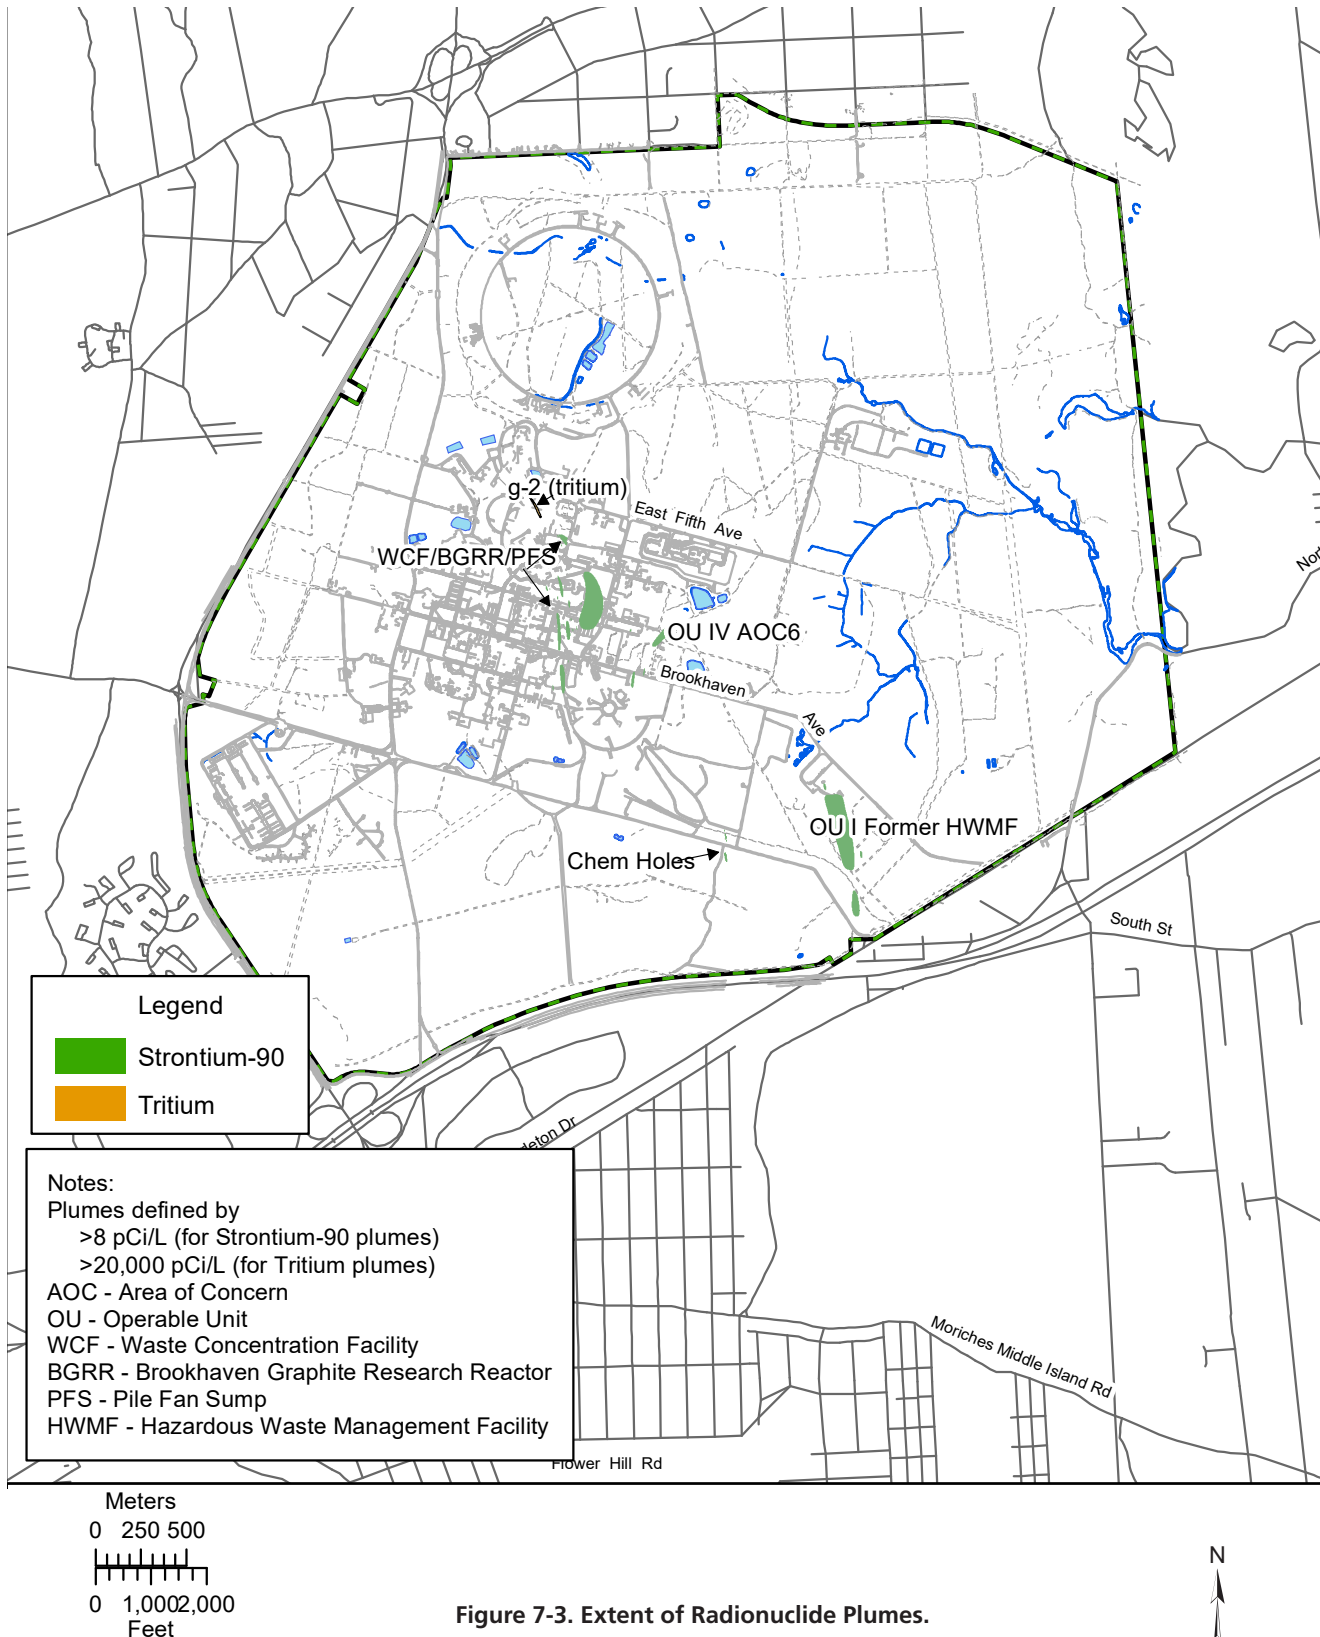 g-2 (tritium)
East Fifth Ave
WCF/BGRR/PFS
OU IV AOC6
Brookhaven
Ave
OU I Former HWMF
Chem Holes
South St
Legend
Strontium-90
Tritium
Notes:
Plumes defined by
>8 pCi/L (for Strontium-90 plumes)
>20,000 pCi/L (for Tritium plumes)
AOC - Area of Concern
OU - Operable Unit
WCF - Waste Concentration Facility
BGRR - Brookhaven Graphite Research Reactor
PFS - Pile Fan Sump
HWMF - Hazardous Waste Management Facility
Moriches Middle Island Rd
Flower Hill Rd
Meters
0 250 500
0 1,000 2,000
Feet
N
Figure 7-3. Extent of Radionuclide Plumes.